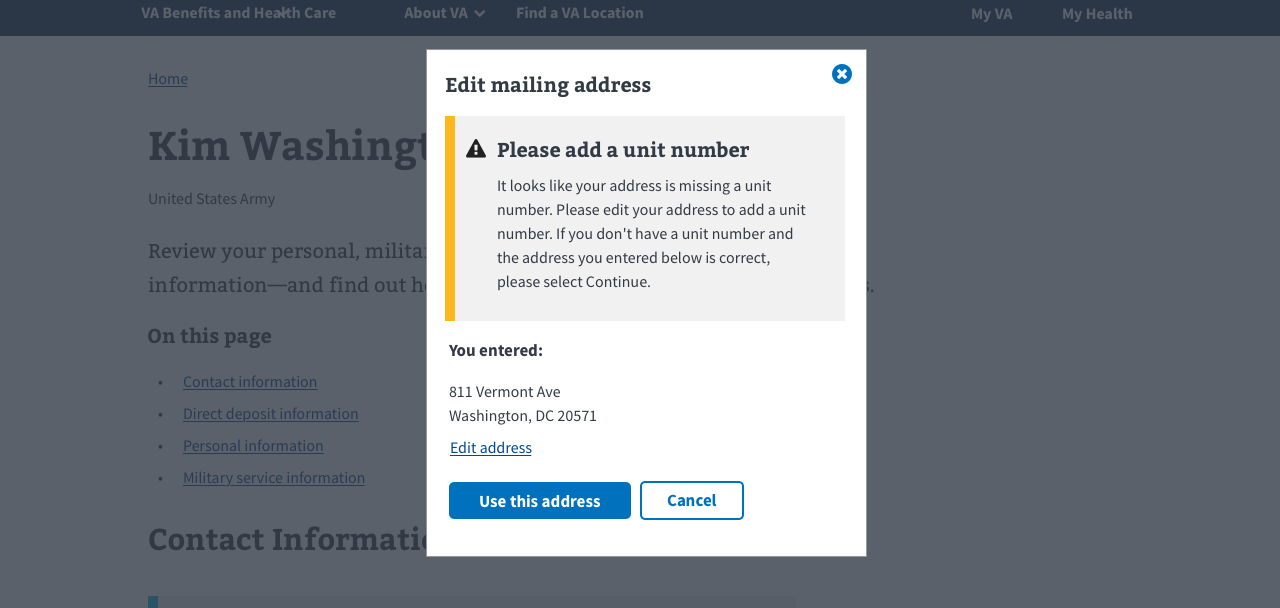 VA Benefits and Health Care
About VA
Find a VA Location
My VA
My Health
Home
Kim Washingt
United States Army
Review your personal, militar
information—and find out ho
s.
On this page
• Contact information
• Direct deposit information
• Personal information
• Military service information
Contact Informatio
Edit mailing address
Please add a unit number
It looks like your address is missing a unit
number. Please edit your address to add a unit
number. If you don't have a unit number and
the address you entered below is correct,
please select Continue.
You entered:
811 Vermont Ave
Washington, DC 20571
Edit address
Use this address
Cancel